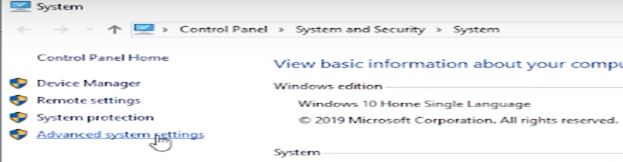 System
Control Panel > System and Security > System
Control Panel Home
View basic information about your
Device Manager
Windows edition
Remote settings
Windows 10 Home Single Language
System protection
© 2019 Microsoft Corporation. All rights reserved.
Advanced system settings
System